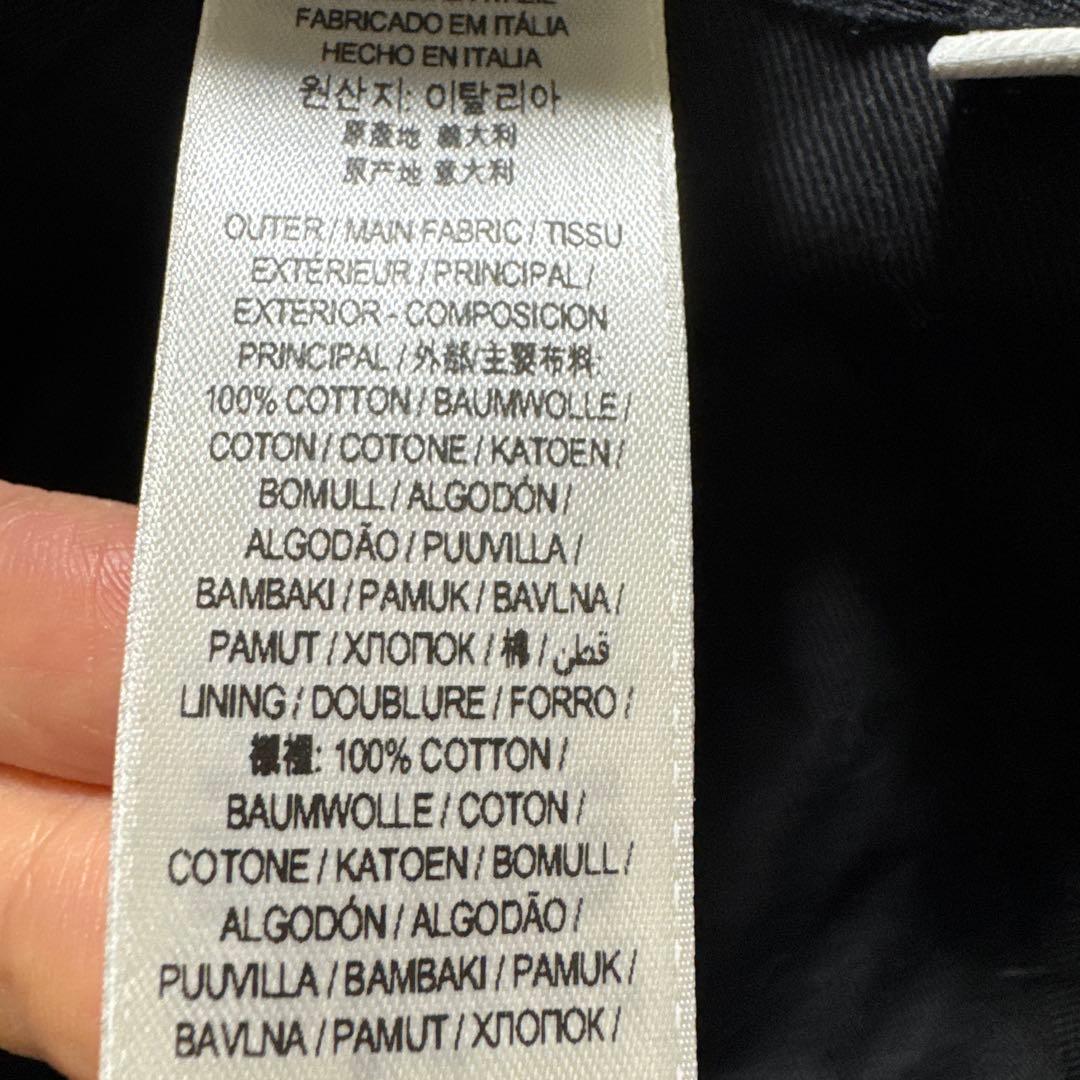 FABRICADO EM ITÁLIA
HECHO EN ITALIA
원산지: 이탈리아
原產地 義大利
原产地 意大利
OUTER / MAIN FABRIC / TISSU
EXTÉRIEUR / PRINCIPAL /
EXTERIOR - COMPOSICION
PRINCIPAL / 外部/主要布料:
100% COTTON / BAUMWOLLE /
COTON / COTONE / KATOEN /
BOMULL / ALGODÓN /
ALGODÃO / PUUVILLA /
BAMBAKI / PAMUK / BAVLNA /
PAMUT / ХЛОПОК / 棉 / قطن
LINING / DOUBLURE / FORRO /
襯裡: 100% COTTON /
BAUMWOLLE / COTON /
COTONE / KATOEN / BOMULL /
ALGODÓN / ALGODÃO /
PUUVILLA / BAMBAKI / PAMUK /
BAVLNA / PAMUT / ХЛОПОК /